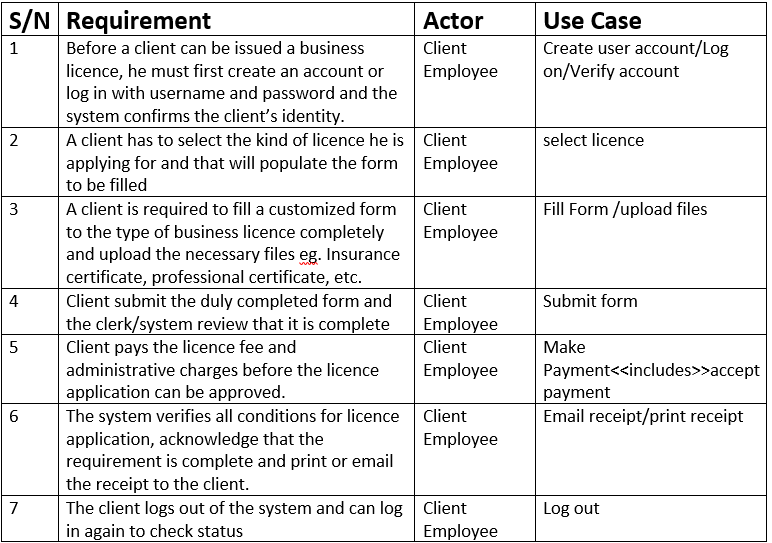 S/N Requirement Actor Use Case
1 Before a client can be issued a business Client Create user account/Log
licence, he must first create an account or Employee on/Verify account
log in with username and password and the
system confirms the client's identity.
2 A client has to select the kind of licence he is Client select licence
applying for and that will populate the form Employee
to be filled
3 A client is required to fill a customized form Client Fill Form /upload files
to the type of business licence completely Employee
and upload the necessary files eg. Insurance
certificate, professional certificate, etc.
4 Client submit the duly completed form and Client Submit form
the clerk/system review that it is complete Employee
5 Client pays the licence fee and Client Make
administrative charges before the licence Employee Payment<<includes>>accept
application can be approved. payment
6 The system verifies all conditions for licence Client Email receipt/print receipt
application, acknowledge that the Employee
requirement is complete and print or email
the receipt to the client.
7 The client logs out of the system and can log Client Log out
in again to check status Employee